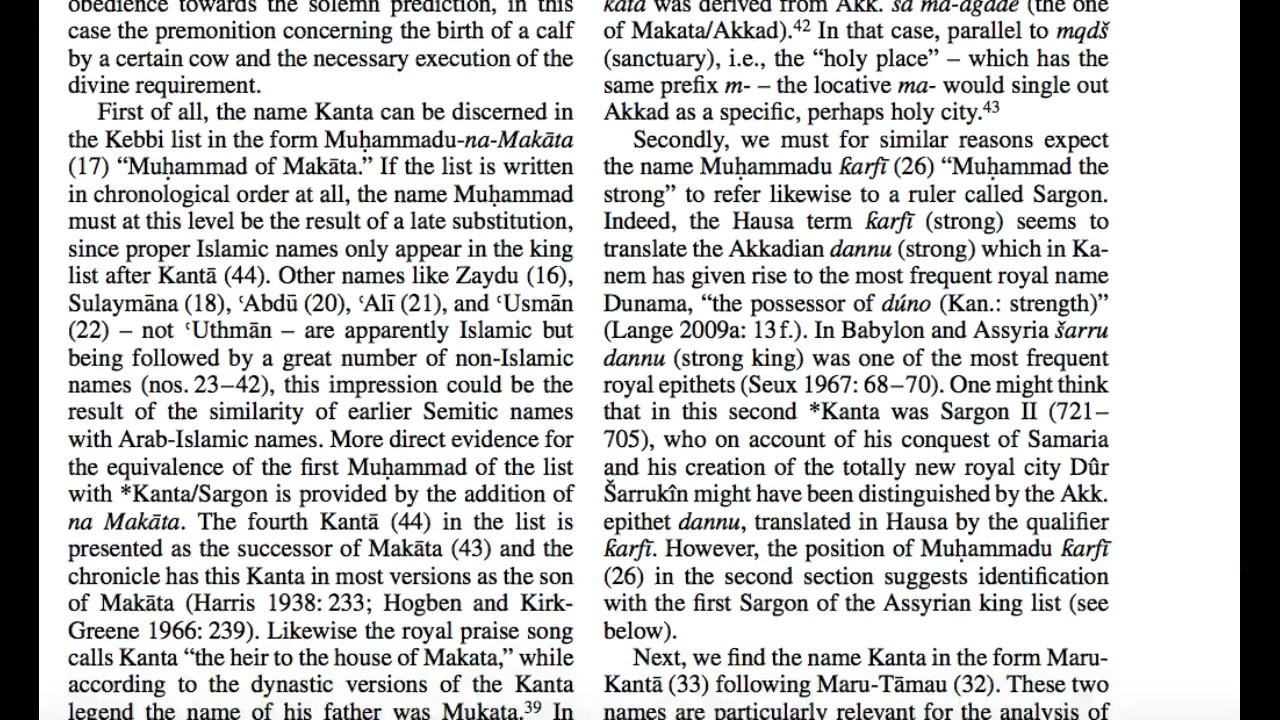 obedience towards the solemn prediction, in this
case the premonition concerning the birth of a calf
by a certain cow and the necessary execution of the
divine requirement.
First of all, the name Kanta can be discerned in
the Kebbi list in the form Muḥammadu-na-Makāta
(17) “Muḥammad of Makāta.” If the list is written
in chronological order at all, the name Muḥammad
must at this level be the result of a late substitution,
since proper Islamic names only appear in the king
list after Kantā (44). Other names like Zaydu (16),
Sulaymāna (18), ʿAbdū (20), ʿAlī (21), and ʿUsmān
(22) – not ʿUthmān – are apparently Islamic but
being followed by a great number of non-Islamic
names (nos. 23–42), this impression could be the
result of the similarity of earlier Semitic names
with Arab-Islamic names. More direct evidence for
the equivalence of the first Muḥammad of the list
with *Kanta/Sargon is provided by the addition of
na Makāta. The fourth Kantā (44) in the list is
presented as the successor of Makāta (43) and the
chronicle has this Kanta in most versions as the son
of Makāta (Harris 1938: 233; Hogben and Kirk-
Greene 1966: 239). Likewise the royal praise song
calls Kanta “the heir to the house of Makata,” while
according to the dynastic versions of the Kanta
legend the name of his father was Mukata.39 In
kata was derived from Akk. ša ma-agade (the one
of Makata/Akkad).42 In that case, parallel to mqdš
(sanctuary), i.e., the “holy place” – which has the
same prefix m- – the locative ma- would single out
Akkad as a specific, perhaps holy city.43
Secondly, we must for similar reasons expect
the name Muḥammadu ƙarfī (26) “Muḥammad the
strong” to refer likewise to a ruler called Sargon.
Indeed, the Hausa term ƙarfī (strong) seems to
translate the Akkadian dannu (strong) which in Ka-
nem has given rise to the most frequent royal name
Dunama, “the possessor of dúno (Kan.: strength)”
(Lange 2009a: 13 f.). In Babylon and Assyria šarru
dannu (strong king) was one of the most frequent
royal epithets (Seux 1967: 68–70). One might think
that in this second *Kanta was Sargon II (721–
705), who on account of his conquest of Samaria
and his creation of the totally new royal city Dûr
Šarrukîn might have been distinguished by the Akk.
epithet dannu, translated in Hausa by the qualifier
ƙarfī. However, the position of Muḥammadu ƙarfī
(26) in the second section suggests identification
with the first Sargon of the Assyrian king list (see
below).
Next, we find the name Kanta in the form Maru-
Kantā (33) following Maru-Tāmau (32). These two
names are particularly relevant for the analysis of